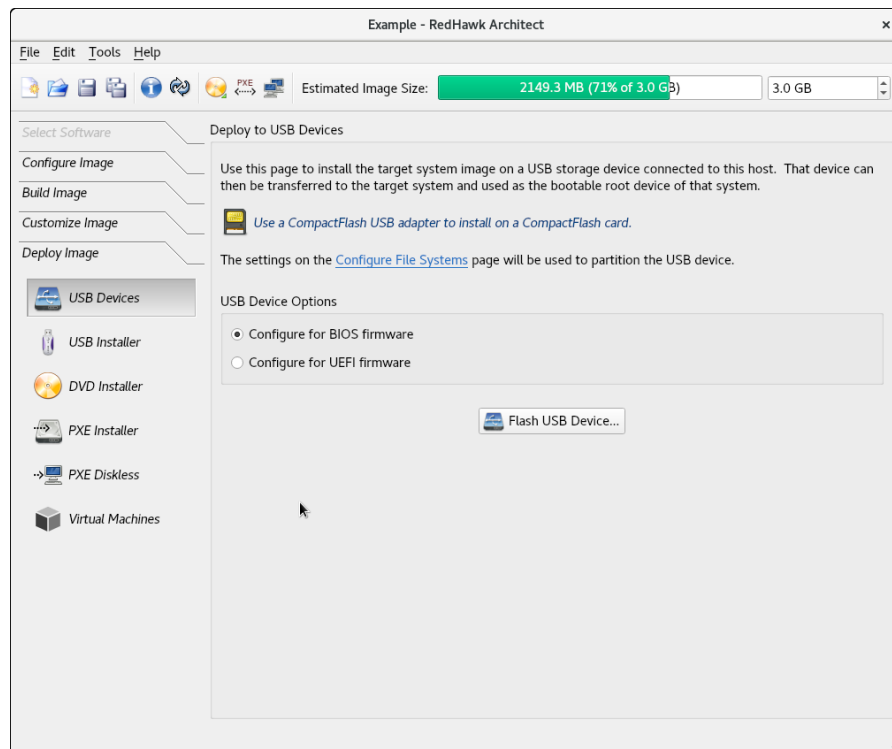 Example - RedHawk Architect ×
File Edit Tools Help
PXE Estimated Image Size: 2149.3 MB (71% of 3.0 GB) 3.0 GB
Select Software
Configure Image
Build Image
Customize Image
Deploy Image
USB Devices
USB Installer
DVD Installer
PXE Installer
PXE Diskless
Virtual Machines
Deploy to USB Devices
Use this page to install the target system image on a USB storage device connected to this host. That device can
then be transferred to the target system and used as the bootable root device of that system.
Use a CompactFlash USB adapter to install on a CompactFlash card.
The settings on the Configure File Systems page will be used to partition the USB device.
USB Device Options
Configure for BIOS firmware
Configure for UEFI firmware
Flash USB Device...